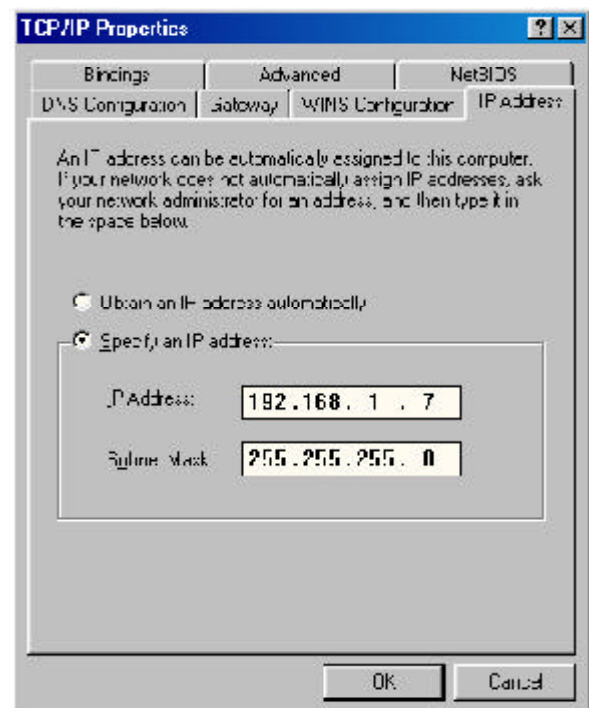 TCP/IP Properties
? ×
Bindings Advanced NetBIOS
DNS Configuration Gateway WINS Configuration IP Address
An IP address can be automatically assigned to this computer.
If your network does not automatically assign IP addresses, ask
your network administrator for an address, and then type it in
the space below.
Obtain an IP address automatically
Specify an IP address:
IP Address: 192.168. 1 . 7
Subnet Mask 255.255.255. 0
OK Cancel